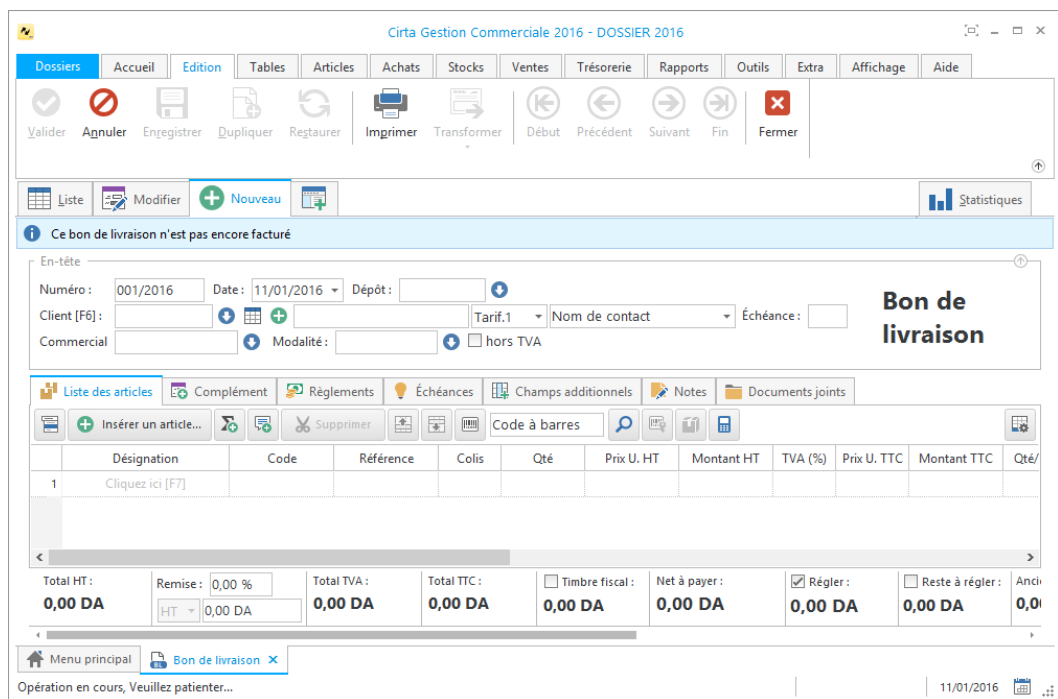 Cirta Gestion Commerciale 2016 - DOSSIER 2016
Dossiers Accueil Edition Tables Articles Achats Stocks Ventes Trésorerie Rapports Outils Extra Affichage Aide
Valider Annuler Enregistrer Dupliquer Restaurer Imprimer Transformer Début Précédent Suivant Fin Fermer
Liste Modifier Nouveau Statistiques
Ce bon de livraison n'est pas encore facturé
En-tête
Numéro : 001/2016 Date : 11/01/2016 Dépôt :
Client [F6] : Tarif.1 Nom de contact Échéance :
Commercial Modalité : hors TVA
Bon de
livraison
Liste des articles Complément Règlements Échéances Champs additionnels Notes Documents joints
Insérer un article... Supprimer Code à barres
Désignation Code Référence Colis Qté Prix U. HT Montant HT TVA (%) Prix U. TTC Montant TTC Qté/
1 Cliquez ici [F7]
Total HT : Remise : 0,00 % Total TVA : Total TTC : Timbre fiscal : Net à payer : Régler : Reste à régler : Anci
0,00 DA HT 0,00 DA 0,00 DA 0,00 DA 0,00 DA 0,00 DA 0,00 DA 0,00 DA 0,0
Menu principal BL Bon de livraison
Opération en cours, Veuillez patienter... 11/01/2016